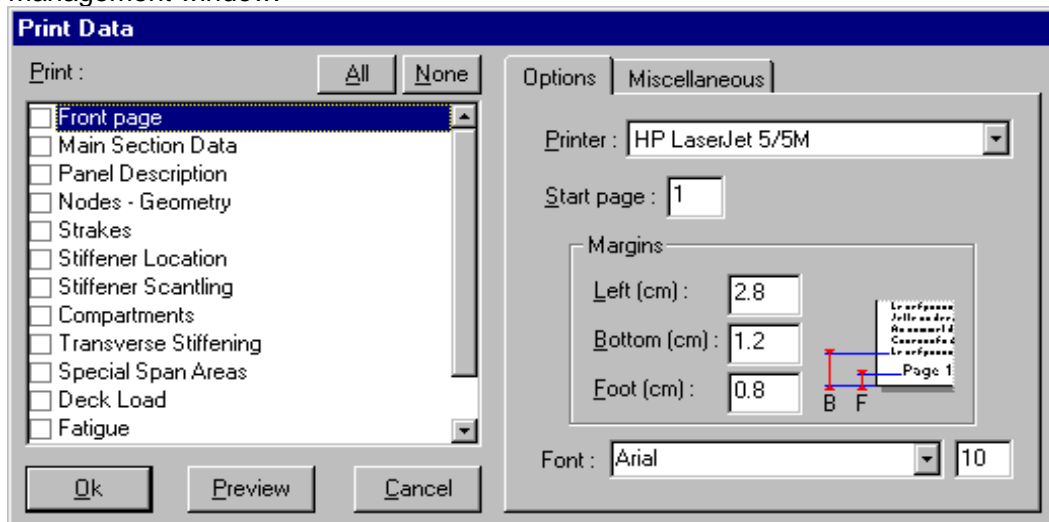 Print Data
Print :
All
None
Front page
Main Section Data
Panel Description
Nodes - Geometry
Strakes
Stiffener Location
Stiffener Scantling
Compartments
Transverse Stiffening
Special Span Areas
Deck Load
Fatigue
Ok
Preview
Cancel
Options
Miscellaneous
Printer : HP LaserJet 5/5M
Start page : 1
Margins
Left (cm) : 2.8
Bottom (cm) : 1.2
Foot (cm) : 0.8
Page 1
B F
Font : Arial 10